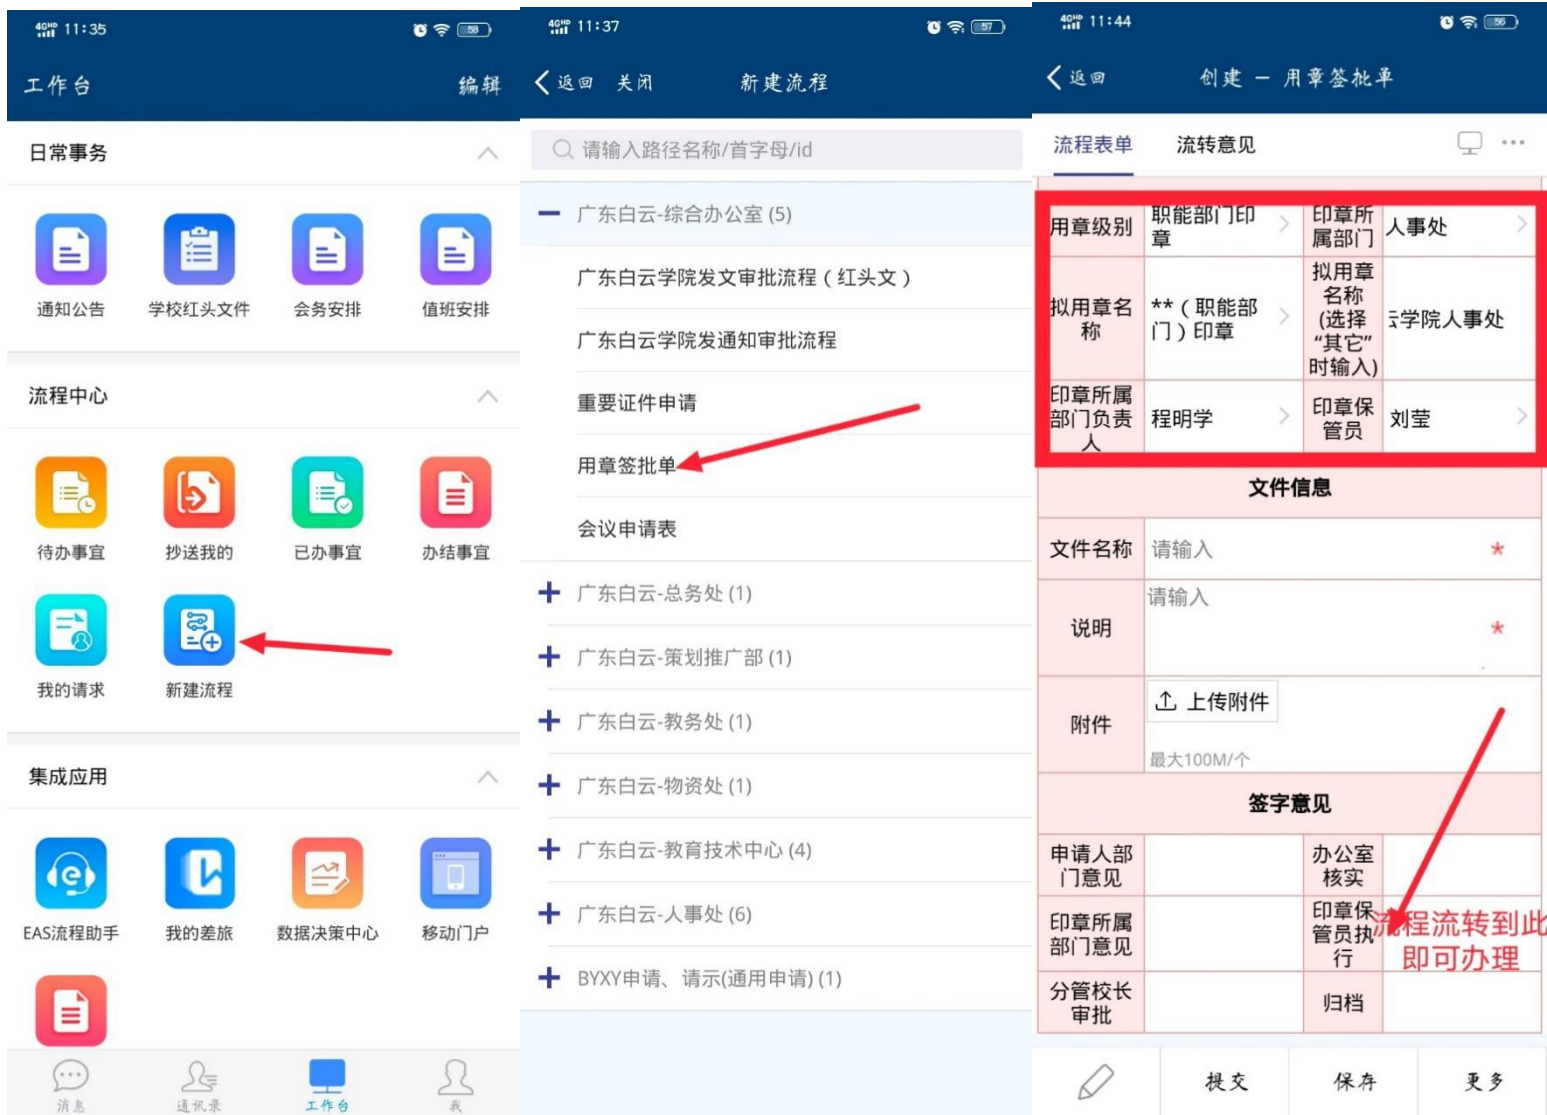 4GHD 11:35
58
工作台
编辑
日常事务
通知公告
学校红头文件
会务安排
值班安排
流程中心
待办事宜
抄送我的
已办事宜
办结事宜
我的请求
新建流程
集成应用
EAS流程助手
我的差旅
数据决策中心
移动门户
消息
通讯录
工作台
我
4GHD 11:37
57
返回
关闭
新建流程
请输入路径名称/首字母/id
广东白云-综合办公室 (5)
广东白云学院发文审批流程（红头文）
广东白云学院发通知审批流程
重要证件申请
用章签批单
会议申请表
广东白云-总务处 (1)
广东白云-策划推广部 (1)
广东白云-教务处 (1)
广东白云-物资处 (1)
广东白云-教育技术中心 (4)
广东白云-人事处 (6)
BYXY申请、请示(通用申请) (1)
4GHD 11:44
56
返回
创建 - 用章签批单
流程表单
流转意见
用章级别
职能部门印
章
印章所
属部门
人事处
拟用章名
称
**（职能部
门）印章
拟用章
名称
(选择
“其它”
时输入)
云学院人事处
印章所属
部门负责
人
程明学
印章保
管员
刘莹
文件信息
文件名称
请输入
*
说明
请输入
*
附件
上传附件
最大100M/个
签字意见
申请人部
门意见
办公室
核实
印章所属
部门意见
印章保
管员执
行
流程流转到此
即可办理
分管校长
审批
归档
提交
保存
更多